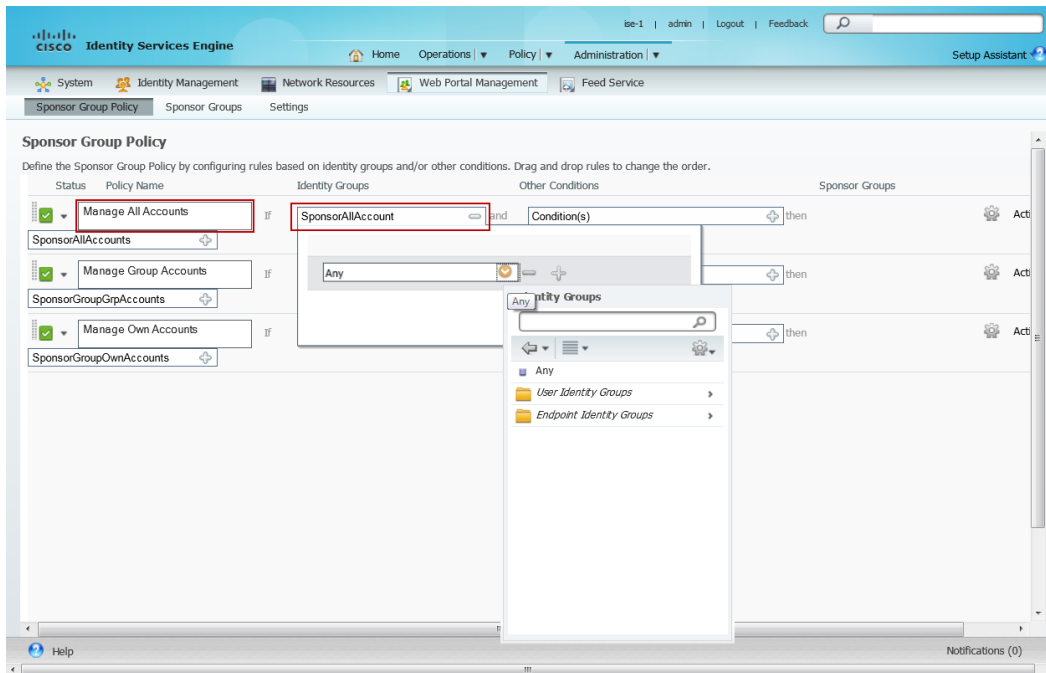 ise-1 | admin | Logout | Feedback
CISCO Identity Services Engine
Home Operations | Policy | Administration |
Setup Assistant
System Identity Management Network Resources Web Portal Management Feed Service
Sponsor Group Policy Sponsor Groups Settings
Sponsor Group Policy
Define the Sponsor Group Policy by configuring rules based on identity groups and/or other conditions. Drag and drop rules to change the order.
Status Policy Name Identity Groups Other Conditions Sponsor Groups
Manage All Accounts If SponsorAllAccount and Condition(s) then Acti
SponsorAllAccounts
Any
Manage Group Accounts If then Acti
SponsorGroupGrpAccounts
Any
ntity Groups
Manage Own Accounts If then Acti
SponsorGroupOwnAccounts
Any
User Identity Groups
Endpoint Identity Groups
Help
Notifications (0)